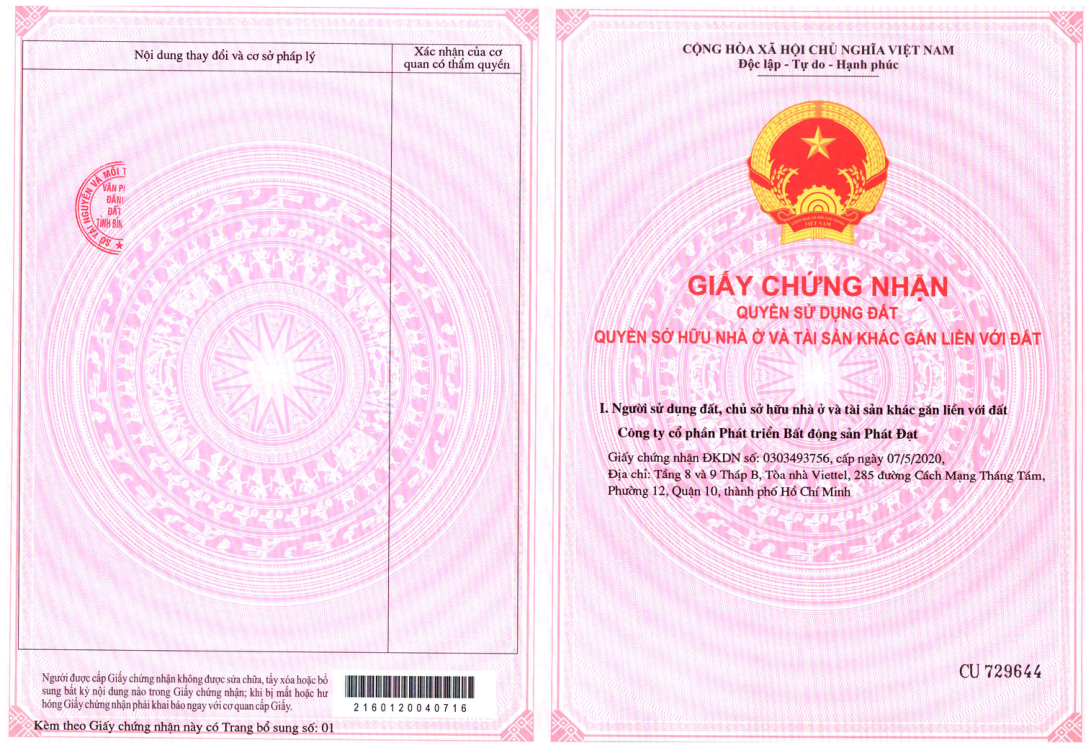 Nội dung thay đổi và cơ sở pháp lý
Xác nhận của cơ
quan có thẩm quyền
SỞ TÀI NGUYÊN VÀ MÔI T
VĂN P
ĐĂN
ĐẤT
TỈNH BÌN
Người được cấp Giấy chứng nhận không được sửa chữa, tẩy xóa hoặc bổ
sung bất kỳ nội dung nào trong Giấy chứng nhận; khi bị mất hoặc hư
hỏng Giấy chứng nhận phải khai báo ngay với cơ quan cấp Giấy.
2160120040716
Kèm theo Giấy chứng nhận này có Trang bổ sung số: 01
CỘNG HÒA XÃ HỘI CHỦ NGHĨA VIỆT NAM
Độc lập - Tự do - Hạnh phúc
VIỆT NAM
GIẤY CHỨNG NHẬN
QUYỀN SỬ DỤNG ĐẤT
QUYỀN SỞ HỮU NHÀ Ở VÀ TÀI SẢN KHÁC GẮN LIỀN VỚI ĐẤT
I. Người sử dụng đất, chủ sở hữu nhà ở và tài sản khác gắn liền với đất
Công ty cổ phần Phát triển Bất động sản Phát Đạt
Giấy chứng nhận ĐKDN số: 0303493756, cấp ngày 07/5/2020,
Địa chỉ: Tầng 8 và 9 Tháp B, Tòa nhà Viettel, 285 đường Cách Mạng Tháng Tám,
Phường 12, Quận 10, thành phố Hồ Chí Minh
CU 729644